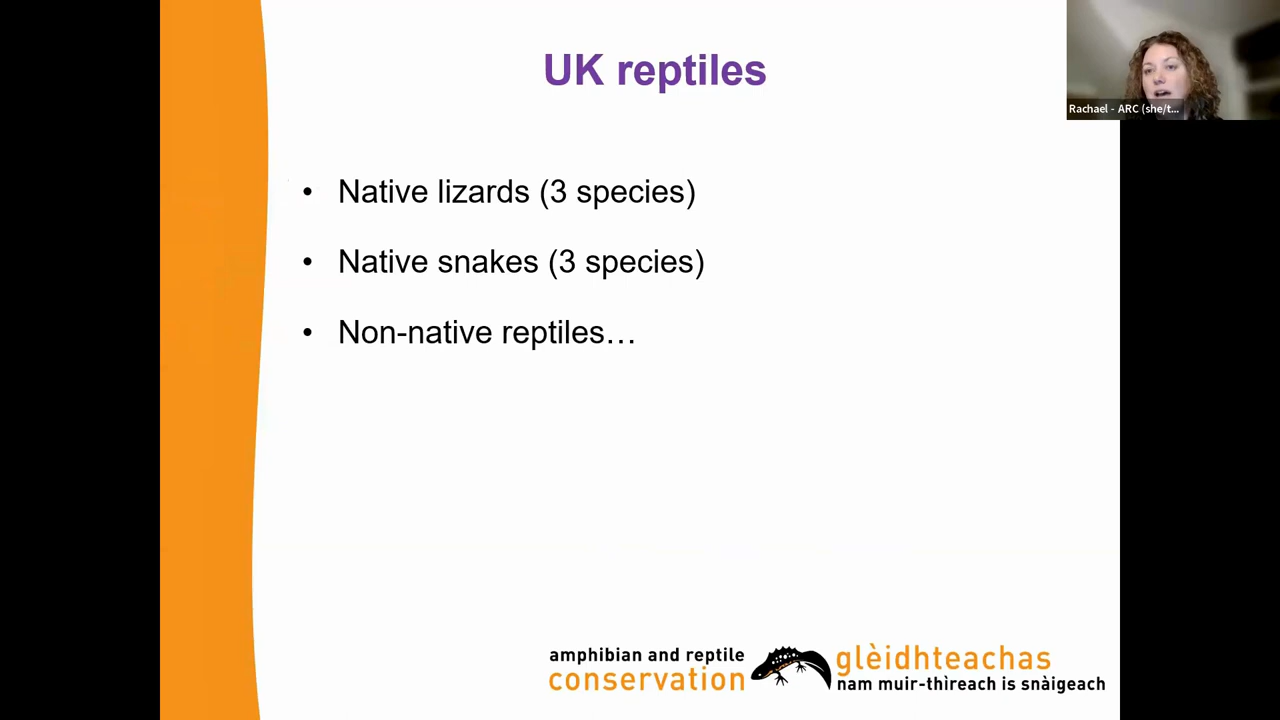 UK reptiles
Rachael - ARC (she/t...
• Native lizards (3 species)
• Native snakes (3 species)
• Non-native reptiles…
amphibian and reptile
conservation
glèidhteachas
nam muir-thìreach is snàigeach